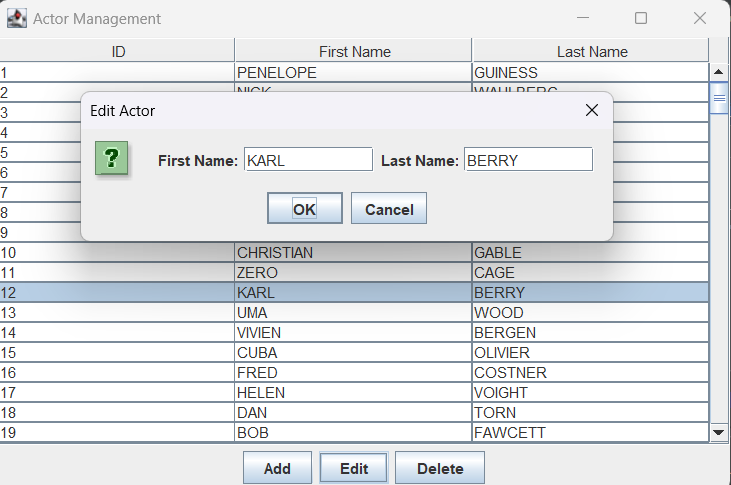 Actor Management
ID First Name Last Name
1 PENELOPE GUINESS
2
3
Edit Actor
4
5
? First Name: KARL Last Name: BERRY
6
7
8
OK Cancel
9
10 CHRISTIAN GABLE
11 ZERO CAGE
12 KARL BERRY
13 UMA WOOD
14 VIVIEN BERGEN
15 CUBA OLIVIER
16 FRED COSTNER
17 HELEN VOIGHT
18 DAN TORN
19 BOB FAWCETT
Add Edit Delete